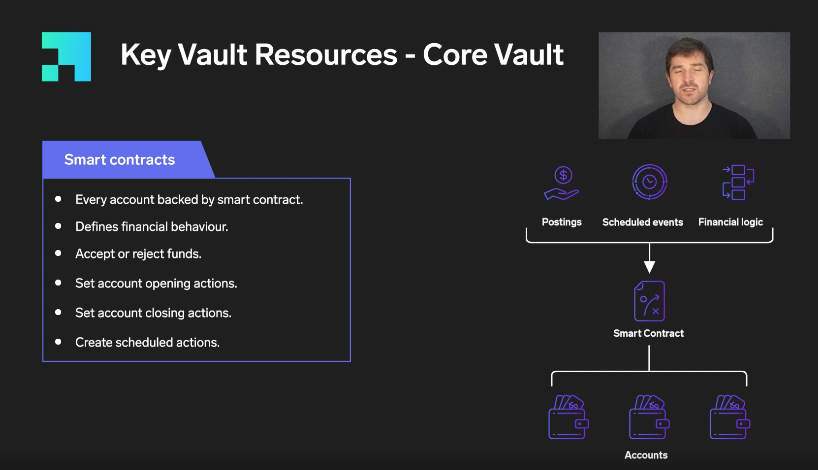 Key Vault Resources - Core Vault
Smart contracts
Every account backed by smart contract.
Defines financial behaviour.
Accept or reject funds.
Set account opening actions.
Set account closing actions.
Create scheduled actions.
Postings
Scheduled events
Financial logic
Smart Contract
Accounts